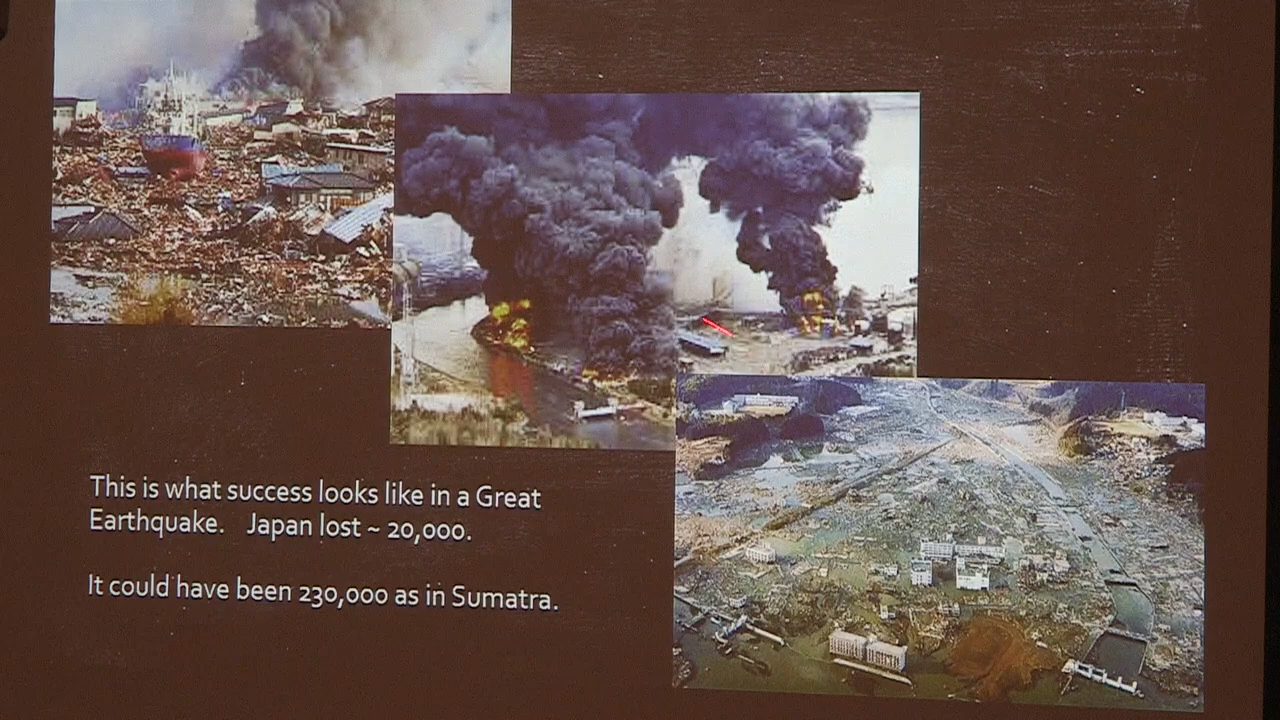 This is what success looks like in a Great
Earthquake. Japan lost ~ 20,000.
It could have been 230,000 as in Sumatra.